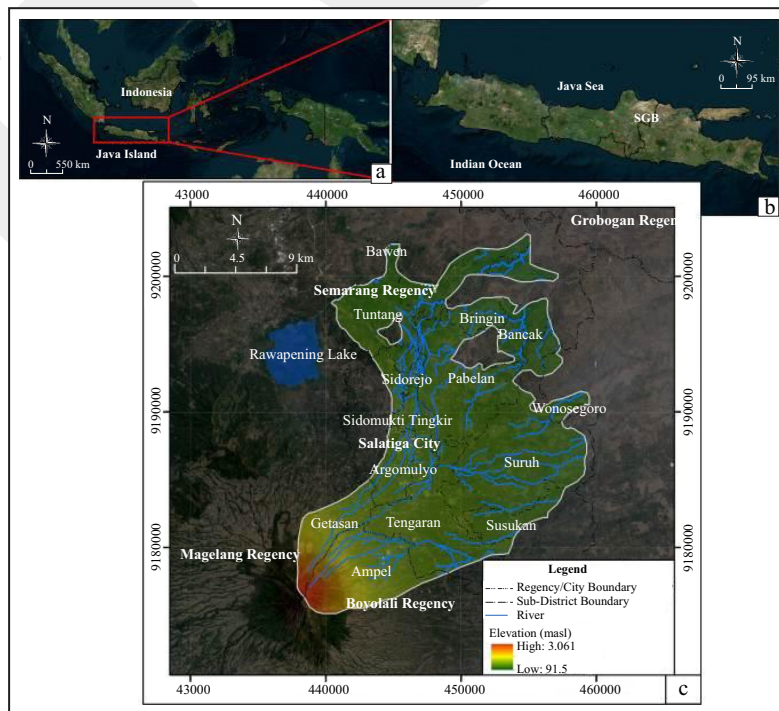 N
Indonesia
0 550 km
Java Island
a
N
0 95 km
Java Sea
SGB
Indian Ocean
b
43000 440000 450000 460000
N
0 4.5 9 km
Grobogan Regen
Bawen
9200000
9200000
Semarang Regency
Tuntang
Bringin
Bancak
Rawapening Lake
Sidorejo
Pabelan
9190000
9190000
Wonosegoro
Sidomukti Tingkir
Salatiga City
Argomulyo
Suruh
Getasan
Tengaran
Susukan
9180000
9180000
Magelang Regency
Ampel
Boyolali Regency
Legend
Regency/City Boundary
Sub-District Boundary
River
Elevation (masl)
High: 3.061
Low: 91.5
c
43000 440000 450000 460000